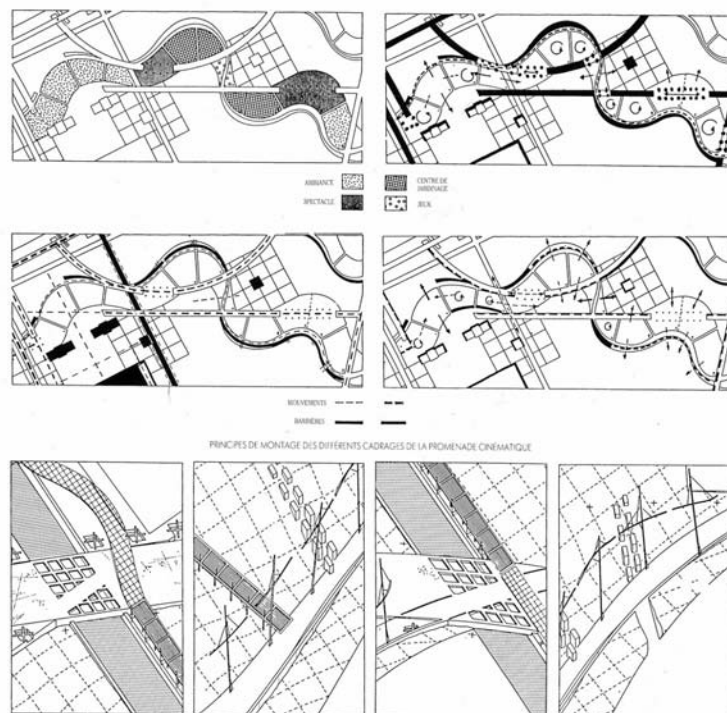 AMBIANCE
SPECTACLE
CENTRE DE
JARDINAGE
JEUX
MOUVEMENTS
BARRIÈRES
PRINCIPES DE MONTAGE DES DIFFÉRENTS CADRAGES DE LA PROMENADE CINÉMATIQUE